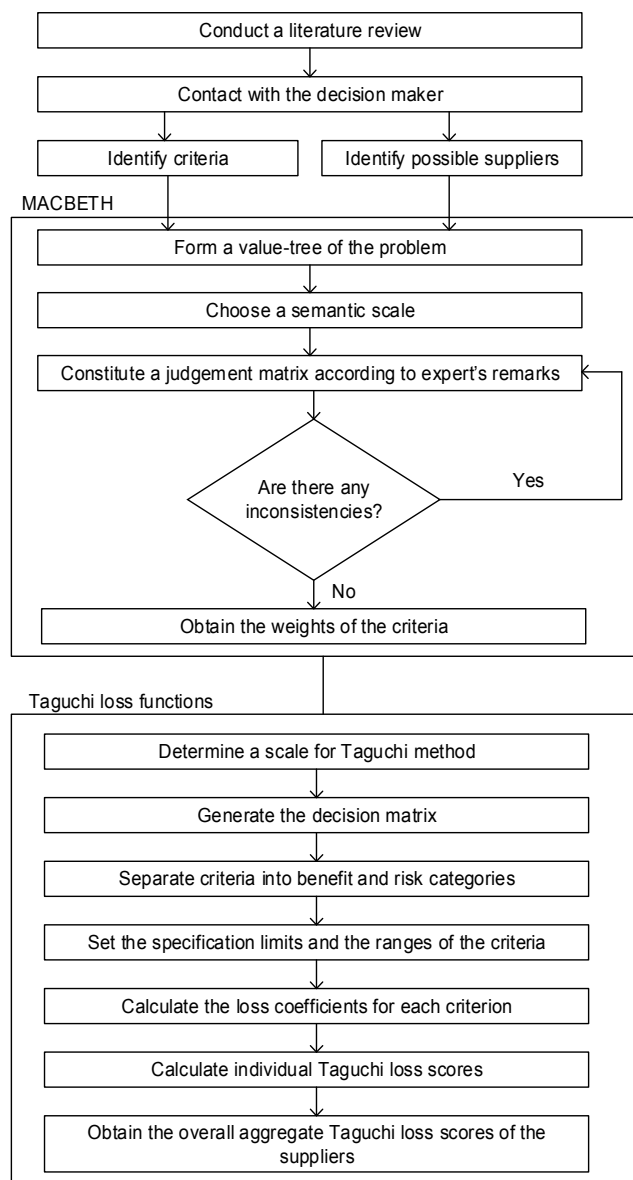 Conduct a literature review
Contact with the decision maker
Identify criteria
Identify possible suppliers
MACBETH
Form a value-tree of the problem
Choose a semantic scale
Constitute a judgement matrix according to expert's remarks
Are there any
inconsistencies?
Yes
No
Obtain the weights of the criteria
Taguchi loss functions
Determine a scale for Taguchi method
Generate the decision matrix
Separate criteria into benefit and risk categories
Set the specification limits and the ranges of the criteria
Calculate the loss coefficients for each criterion
Calculate individual Taguchi loss scores
Obtain the overall aggregate Taguchi loss scores of the
suppliers